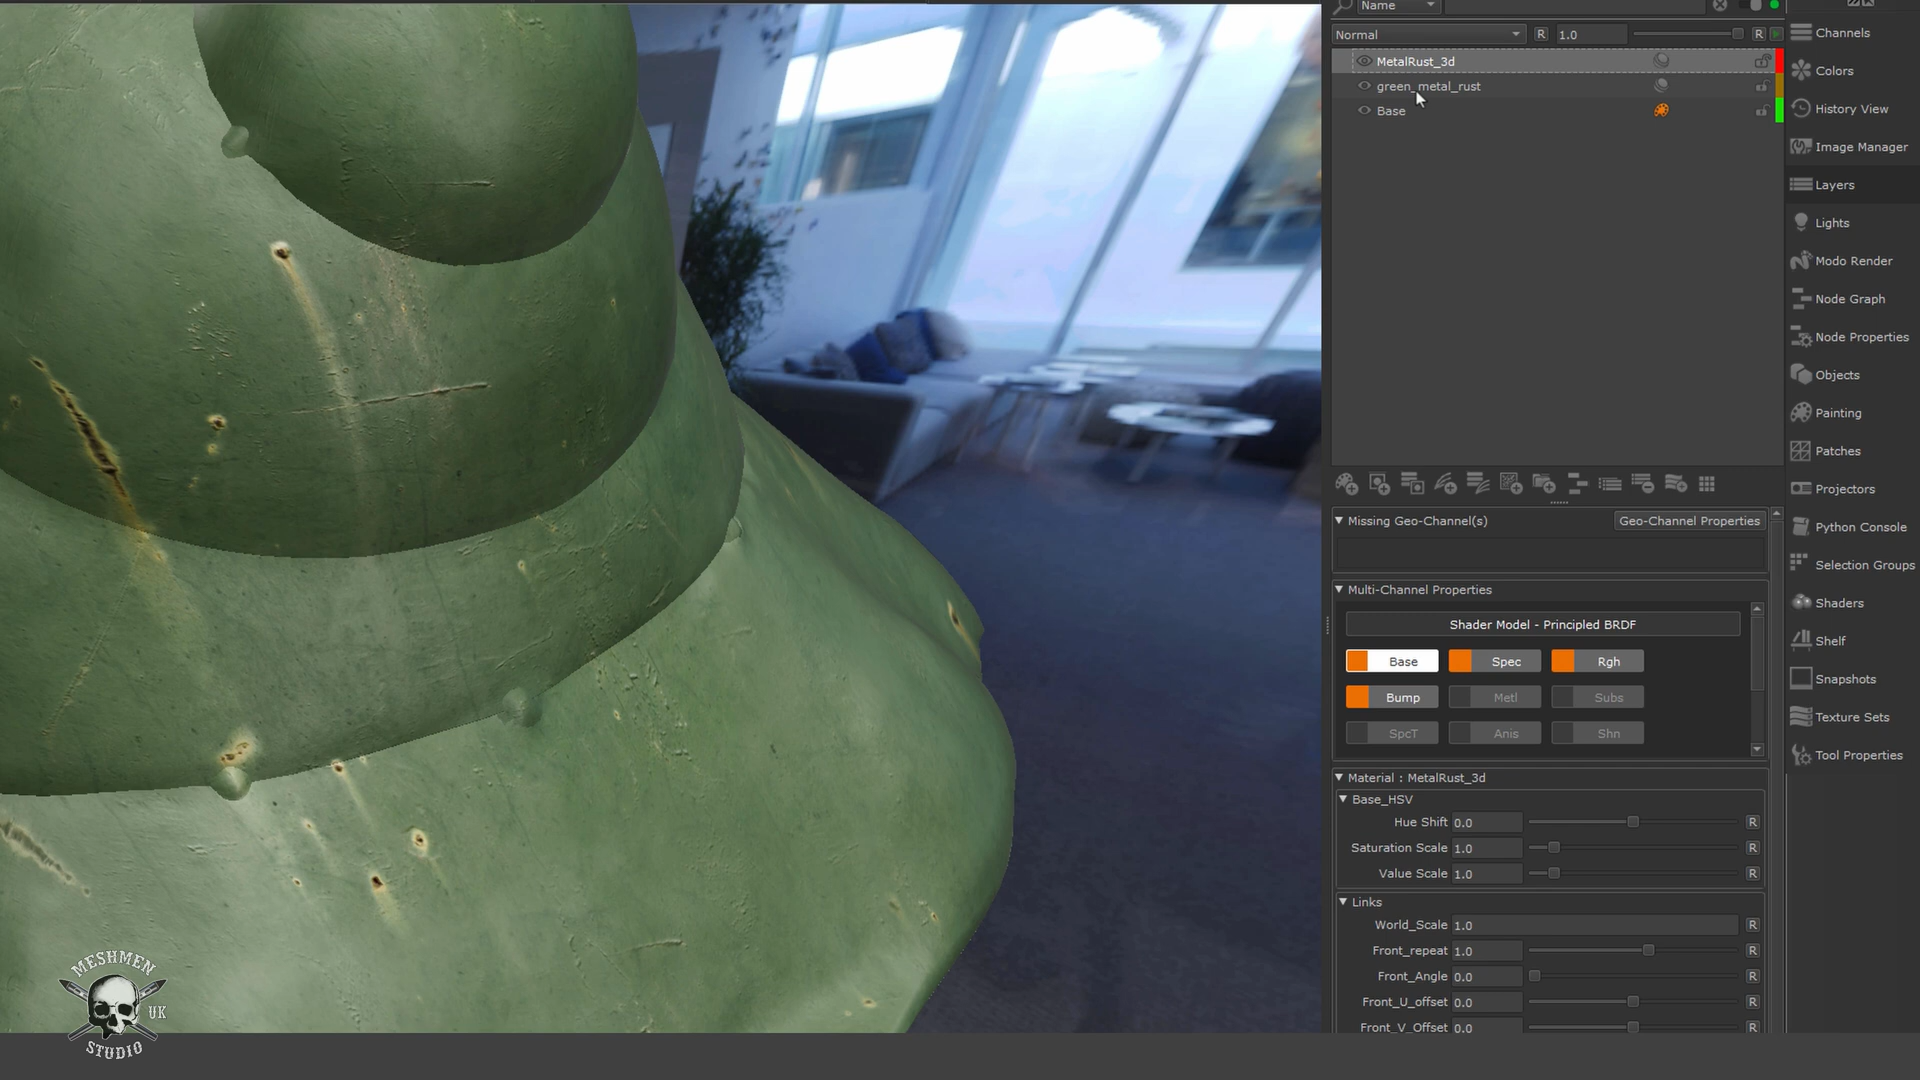 Name
Normal R 1.0 R
MetalRust_3d
green_metal_rust
Base
Missing Geo-Channel(s) Geo-Channel Properties
Multi-Channel Properties
Shader Model - Principled BRDF
Base Spec Rgh
Bump Metl Subs
SpcT Anis Shn
Material : MetalRust_3d
Base_HSV
Hue Shift 0.0 R
Saturation Scale 1.0 R
Value Scale 1.0 R
Links
World_Scale 1.0 R
Front_repeat 1.0 R
Front_Angle 0.0 R
Front_U_offset 0.0 R
Front_V_Offset 0.0 R
Channels
Colors
History View
Image Manager
Layers
Lights
Modo Render
Node Graph
Node Properties
Objects
Painting
Patches
Projectors
Python Console
Selection Groups
Shaders
Shelf
Snapshots
Texture Sets
Tool Properties
MESHMEN
UK
STUDIO